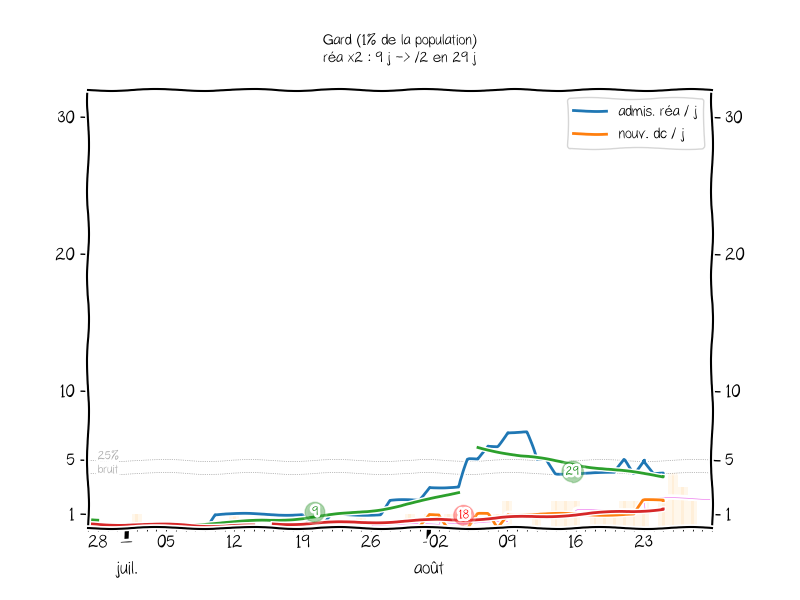 Gard (1% de la population)
réa x2 : 9 j -> /2 en 29 j
admis. réa / j
nouv. dc / j
30 30
20 20
10 10
5 25% 5
bruit
29
1 9 18 1
28 05 12 19 26 02 09 16 23
juil. août